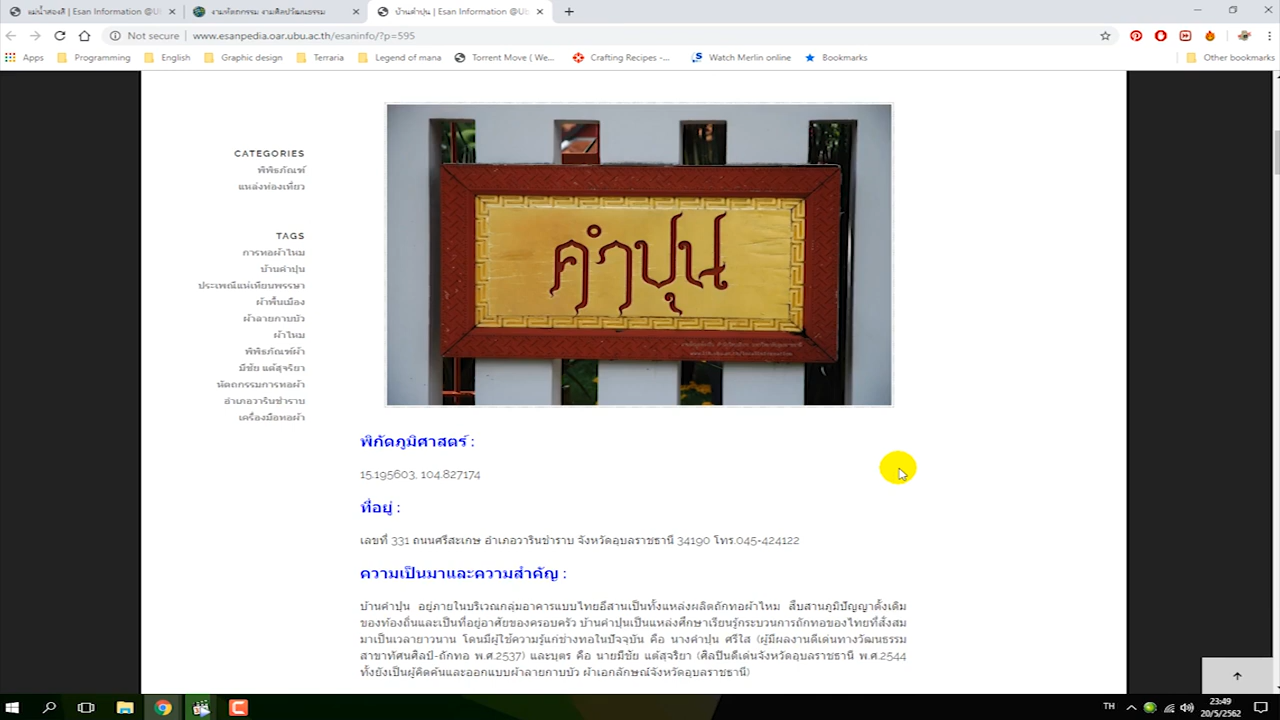 แม่น้ำสองสี | Esan Information @Ub
งานหัตถกรรม งานศิลปวัฒนธรรม
บ้านคำปุน | Esan Information @Ub
Not secure | www.esanpedia.oar.ubu.ac.th/esaninfo/?p=595
Apps
Programming
English
Graphic design
Terraria
Legend of mana
Torrent Move ( We...
Crafting Recipes -...
Watch Merlin online
Bookmarks
Other bookmarks
CATEGORIES
พิพิธภัณฑ์
แหล่งท่องเที่ยว
TAGS
การทอผ้าไหม
บ้านคำปุน
ประเพณีแห่เทียนพรรษา
ผ้าพื้นเมือง
ผ้าลายกาบบัว
ผ้าไหม
พิพิธภัณฑ์ผ้า
มีชัย แต้สุจริยา
หัตถกรรมการทอผ้า
อำเภอวารินชำราบ
เครื่องมือทอผ้า
คำปุน
พิกัดภูมิศาสตร์ :
15.195603, 104.827174
ที่อยู่ :
เลขที่ 331 ถนนศรีสะเกษ อำเภอวารินชำราบ จังหวัดอุบลราชธานี 34190 โทร.045-424122
ความเป็นมาและความสำคัญ :
บ้านคำปุน อยู่ภายในบริเวณกลุ่มอาคารแบบไทยอีสานเป็นทั้งแหล่งผลิตถักทอผ้าไหม สืบสานภูมิปัญญาดั้งเดิม
ของท้องถิ่นและเป็นที่อยู่อาศัยของครอบครัว บ้านคำปุนเป็นแหล่งศึกษาเรียนรู้กระบวนการถักทอของไทยที่สั่งสม
มาเป็นเวลายาวนาน โดยมีผู้ใช้ความรู้แก่ช่างทอในปัจจุบัน คือ นางคำปุน ศรีใส (ผู้มีผลงานดีเด่นทางวัฒนธรรม
สาขาทัศนศิลป์-ถักทอ พ.ศ.2537) และบุตร คือ นายมีชัย แต้สุจริยา (ศิลปินดีเด่นจังหวัดอุบลราชธานี พ.ศ.2544
ทั้งยังเป็นผู้คิดค้นและออกแบบผ้าลายกาบบัว ผ้าเอกลักษณ์จังหวัดอุบลราชธานี)
TH
23:49
20/5/2562